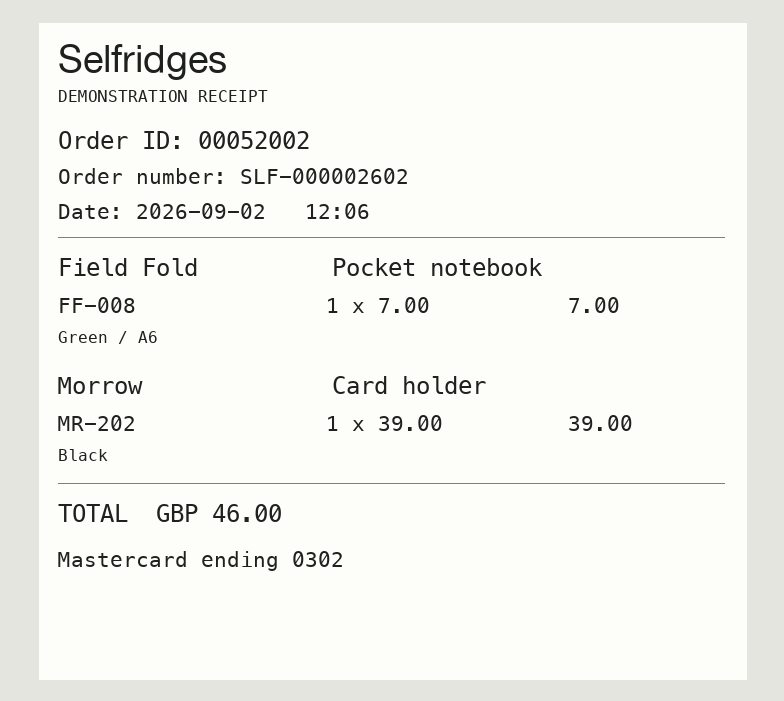 Selfridges
DEMONSTRATION RECEIPT
Order ID: 00052002
Order number: SLF-000002602
Date: 2026-09-02 12:06
Field Fold Pocket notebook
FF-008 1 x 7.00 7.00
Green / A6
Morrow Card holder
MR-202 1 x 39.00 39.00
Black
TOTAL GBP 46.00
Mastercard ending 0302